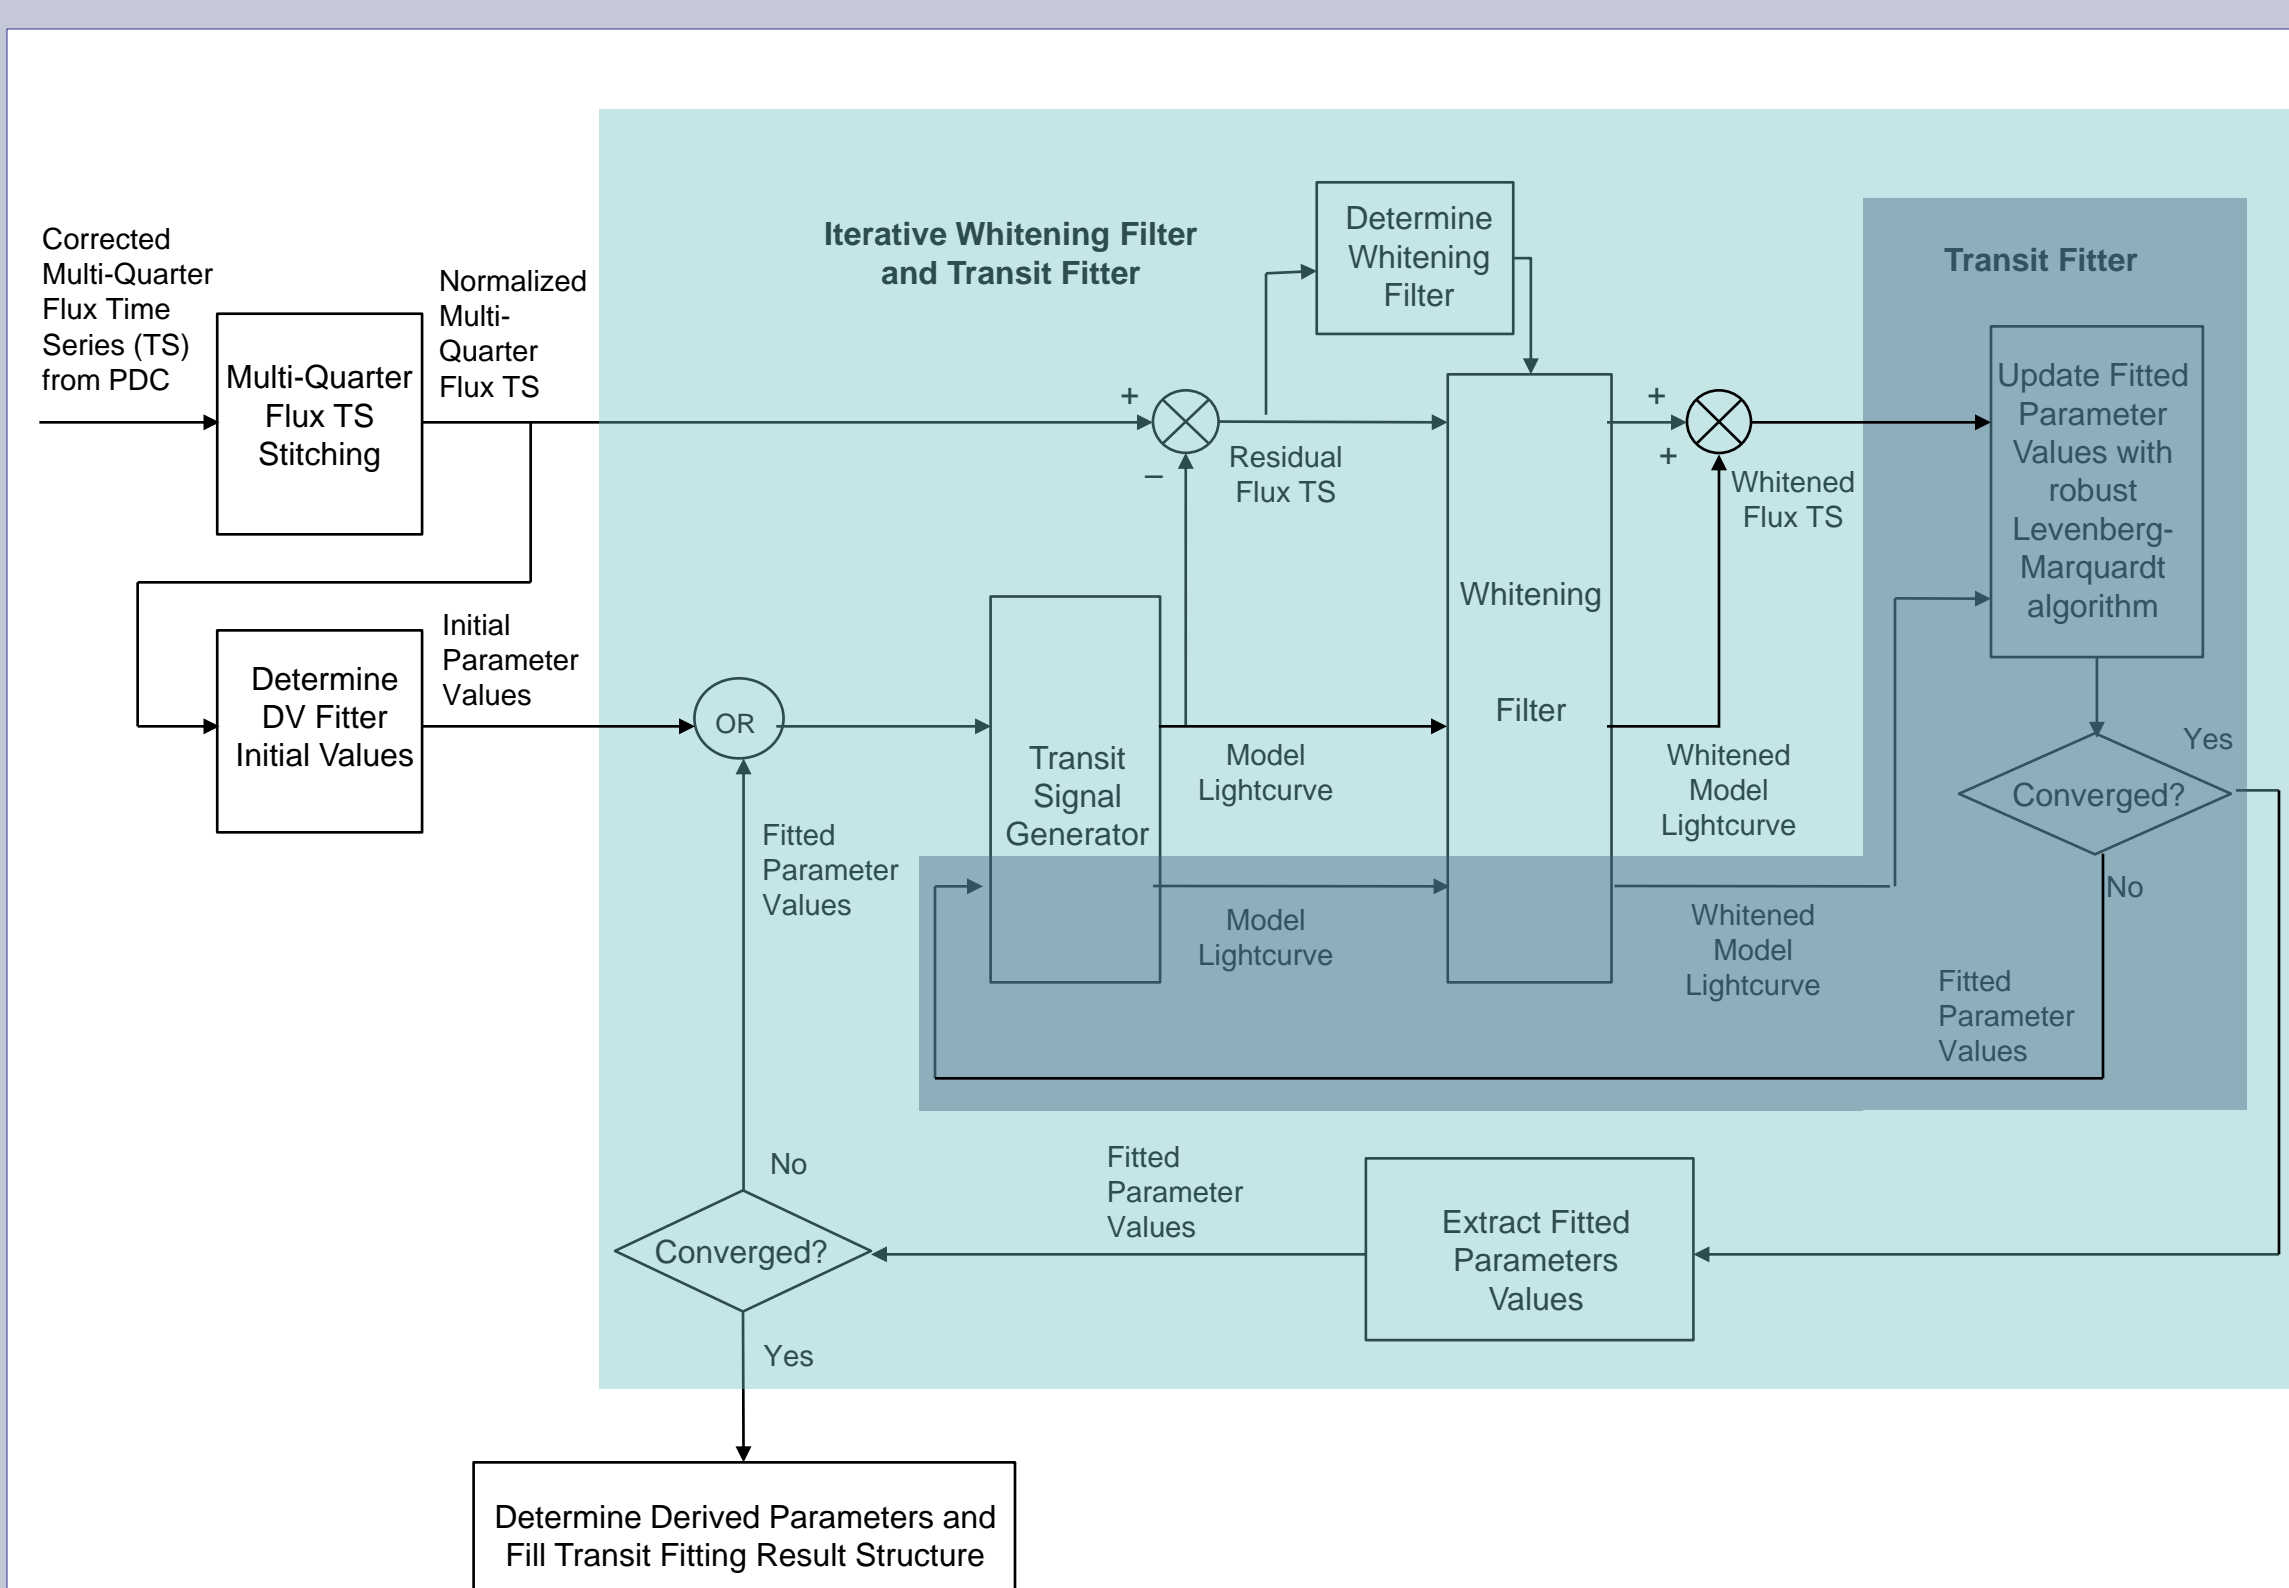 Corrected
Multi-Quarter
Flux Time
Series (TS)
from PDC
Multi-Quarter
Flux TS
Stitching
Normalized
Multi-
Quarter
Flux TS
Determine
DV Fitter
Initial Values
Initial
Parameter
Values
Iterative Whitening Filter
and Transit Fitter
Determine
Whitening
Filter
+
–
Residual
Flux TS
OR
Transit
Signal
Generator
Model
Lightcurve
Model
Lightcurve
Whitening
Filter
+
+
Whitened
Flux TS
Whitened
Model
Lightcurve
Whitened
Model
Lightcurve
Transit Fitter
Update Fitted
Parameter
Values with
robust
Levenberg-
Marquardt
algorithm
Converged?
Yes
No
Fitted
Parameter
Values
Extract Fitted
Parameters
Values
Fitted
Parameter
Values
Converged?
No
Fitted
Parameter
Values
Yes
Determine Derived Parameters and
Fill Transit Fitting Result Structure